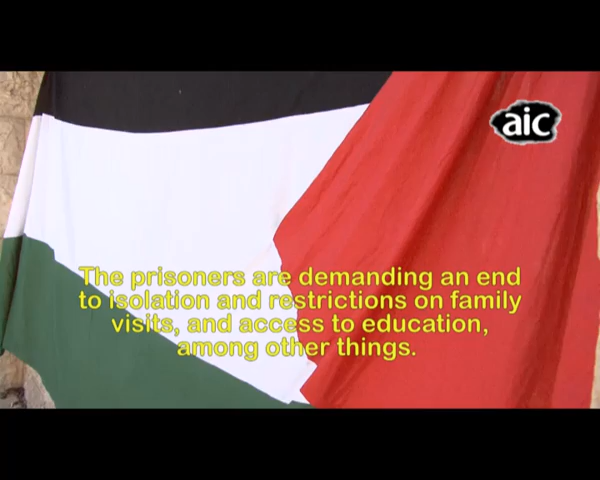 aic
The prisoners are demanding an end
to isolation and restrictions on family
visits, and access to education,
among other things.